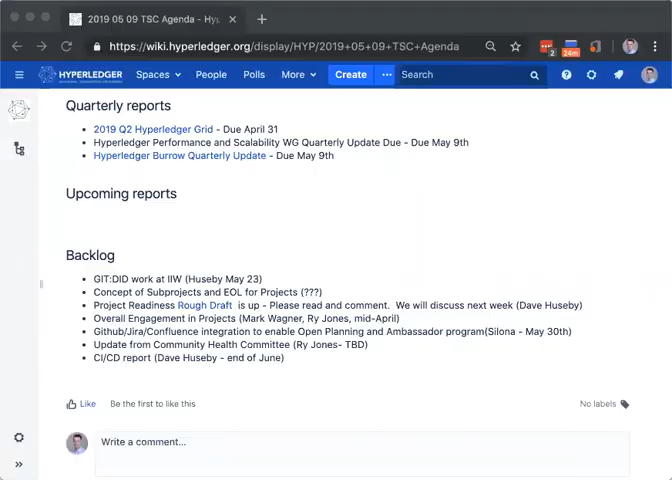 2019 05 09 TSC Agenda - Hyp
https://wiki.hyperledger.org/display/HYP/2019+05+09+TSC+Agenda
2
24m
HYPERLEDGER
Spaces
People
Polls
More
Create
Search
Quarterly reports
2019 Q2 Hyperledger Grid - Due April 31
Hyperledger Performance and Scalability WG Quarterly Update Due - Due May 9th
Hyperledger Burrow Quarterly Update - Due May 9th
Upcoming reports
Backlog
GIT:DID work at IIW (Huseby May 23)
Concept of Subprojects and EOL for Projects (???)
Project Readiness Rough Draft is up - Please read and comment. We will discuss next week (Dave Huseby)
Overall Engagement in Projects (Mark Wagner, Ry Jones, mid-April)
Github/Jira/Confluence integration to enable Open Planning and Ambassador program(Silona - May 30th)
Update from Community Health Committee (Ry Jones- TBD)
CI/CD report (Dave Huseby - end of June)
Like
Be the first to like this
No labels
Write a comment...